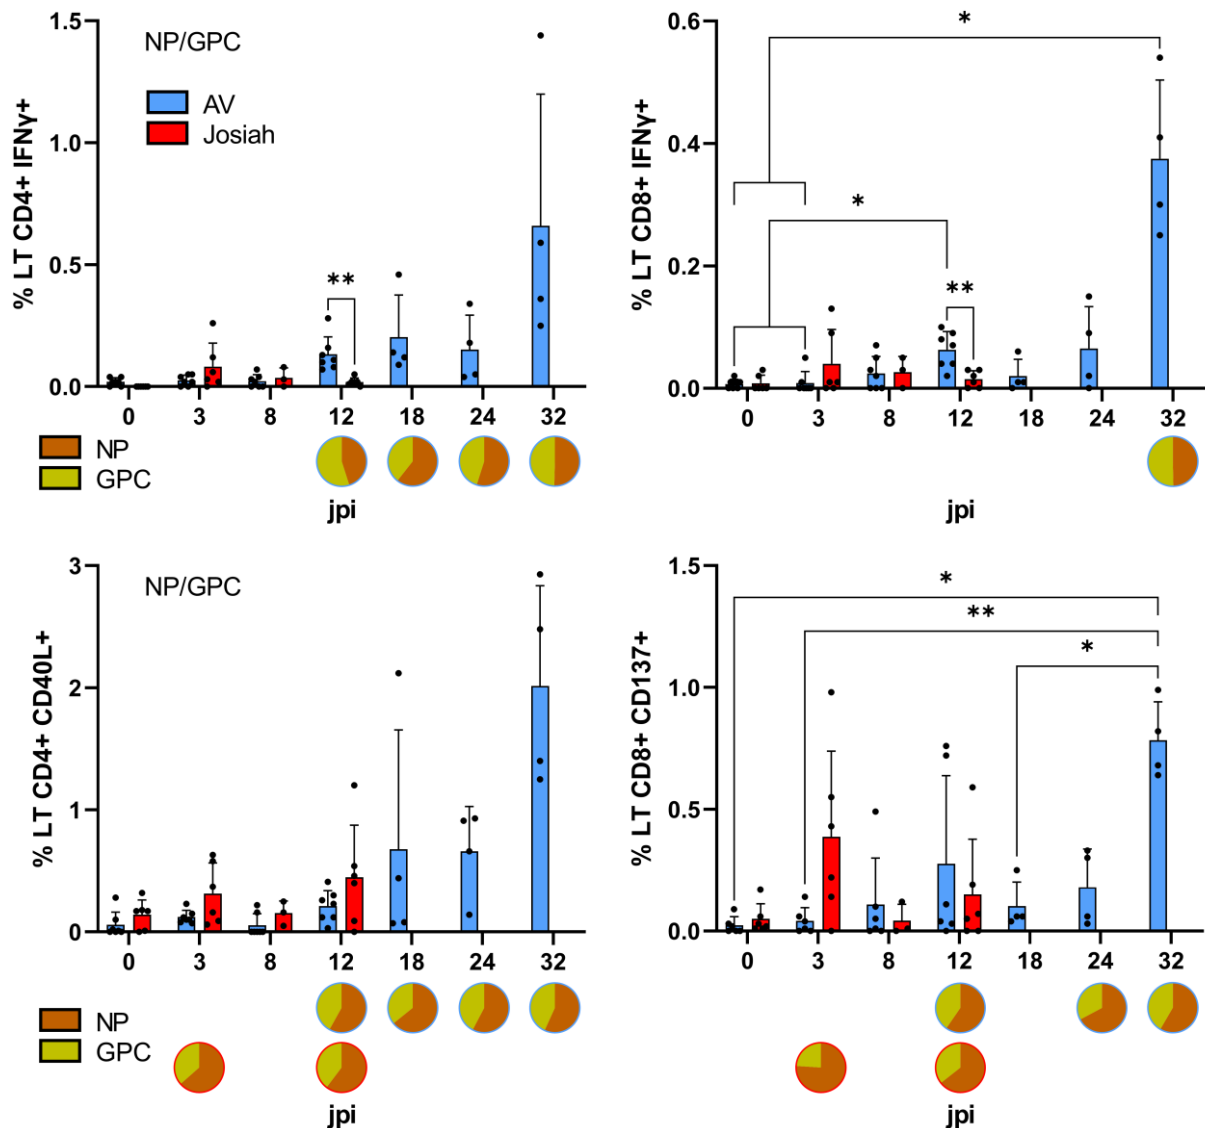 1.5
1.0
0.5
0.0
% LT CD4+ IFNγ+
NP/GPC
AV
Josiah
**
0 3 8 12 18 24 32
NP
GPC
jpi
0.6
0.4
0.2
0.0
% LT CD8+ IFNγ+
*
*
**
0 3 8 12 18 24 32
jpi
3
2
1
0
% LT CD4+ CD40L+
NP/GPC
0 3 8 12 18 24 32
NP
GPC
jpi
1.5
1.0
0.5
0.0
% LT CD8+ CD137+
*
**
*
0 3 8 12 18 24 32
jpi